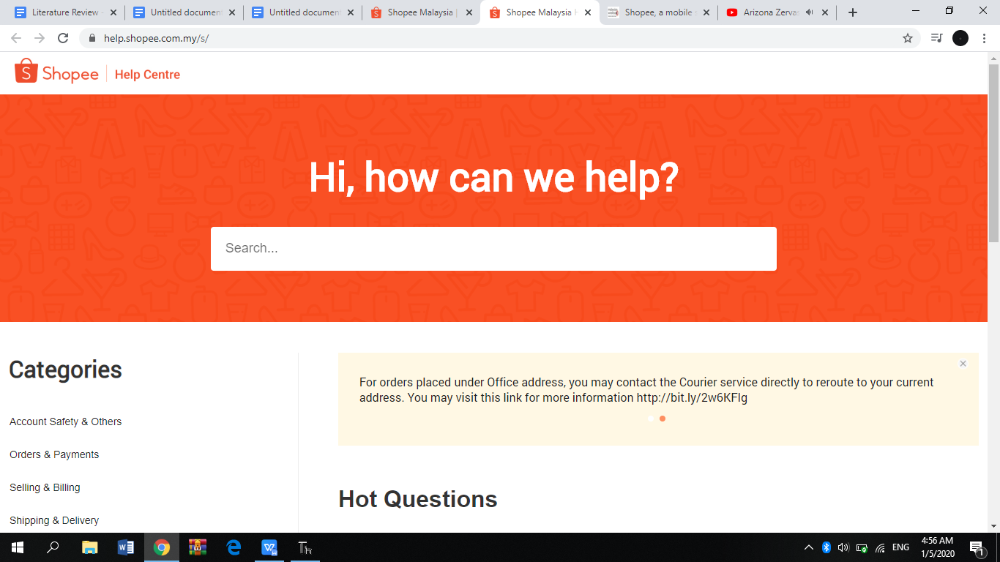 Literature Review -
Untitled document
Untitled document
Shopee Malaysia |
Shopee Malaysia H
Shopee, a mobile s
Arizona Zervas
help.shopee.com.my/s/
Shopee Help Centre
Hi, how can we help?
Search...
Categories
Account Safety & Others
Orders & Payments
Selling & Billing
Shipping & Delivery
For orders placed under Office address, you may contact the Courier service directly to reroute to your current
address. You may visit this link for more information http://bit.ly/2w6KFlg
Hot Questions
ENG
4:56 AM
1/5/2020
1